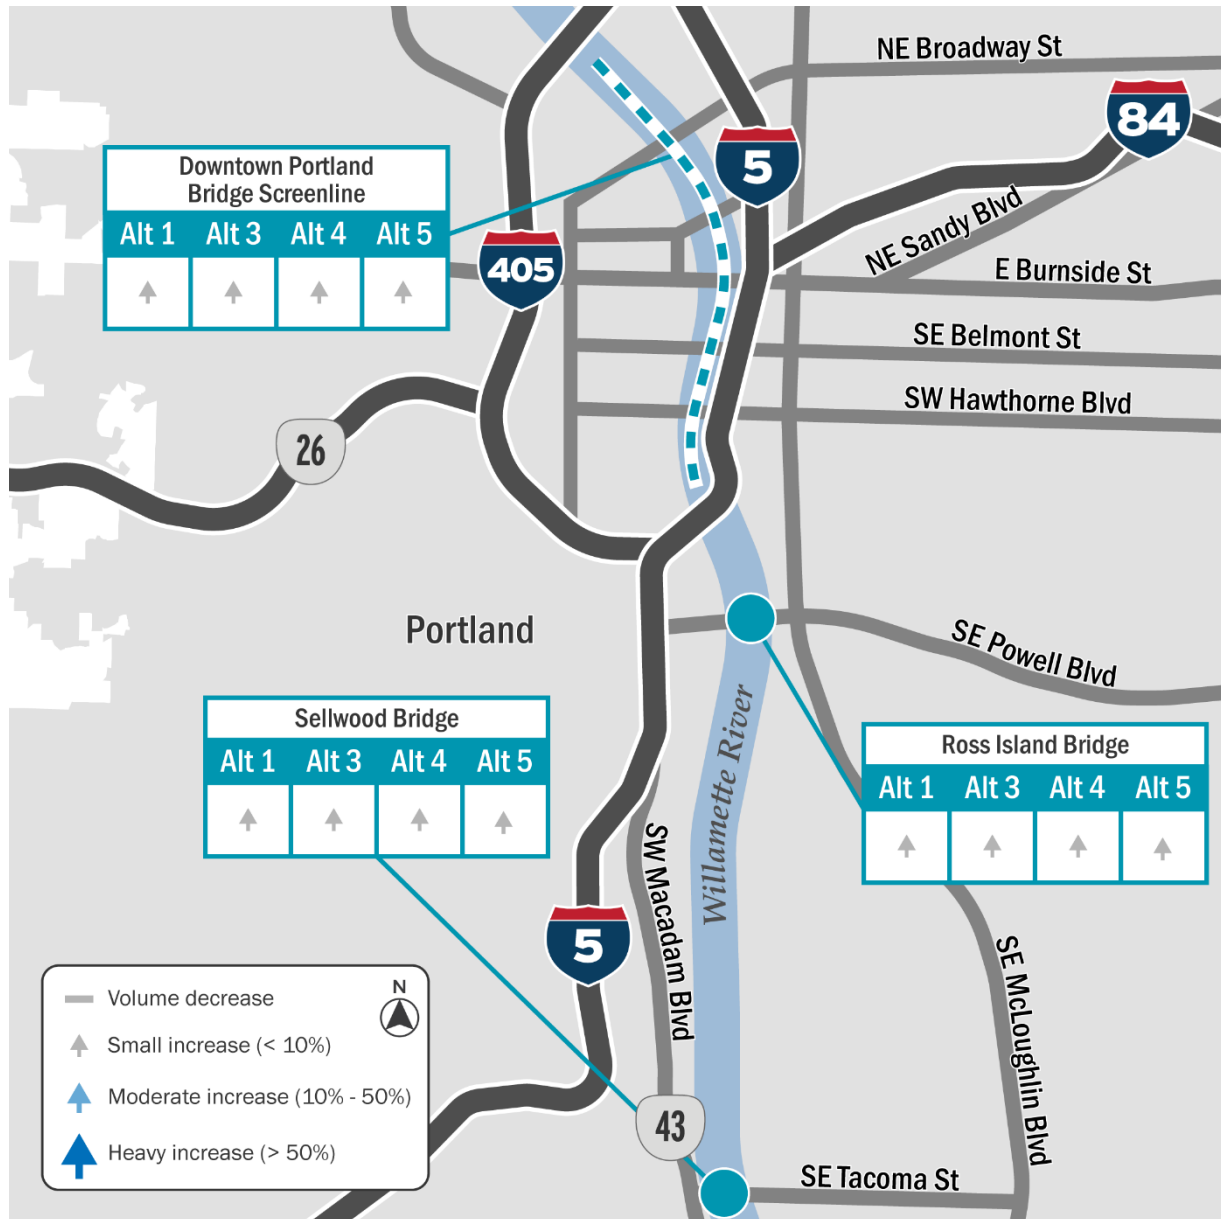 NE Broadway St
84
5
Downtown Portland
Bridge Screenline
Alt 1 Alt 3 Alt 4 Alt 5
NE Sandy Blvd
405
E Burnside St
SE Belmont St
SW Hawthorne Blvd
26
Portland
SE Powell Blvd
Willamette River
Sellwood Bridge
Alt 1 Alt 3 Alt 4 Alt 5
Ross Island Bridge
Alt 1 Alt 3 Alt 4 Alt 5
SW Macadam Blvd
5
SE McLoughlin Blvd
N
Volume decrease
Small increase (< 10%)
Moderate increase (10% - 50%)
Heavy increase (> 50%)
43
SE Tacoma St